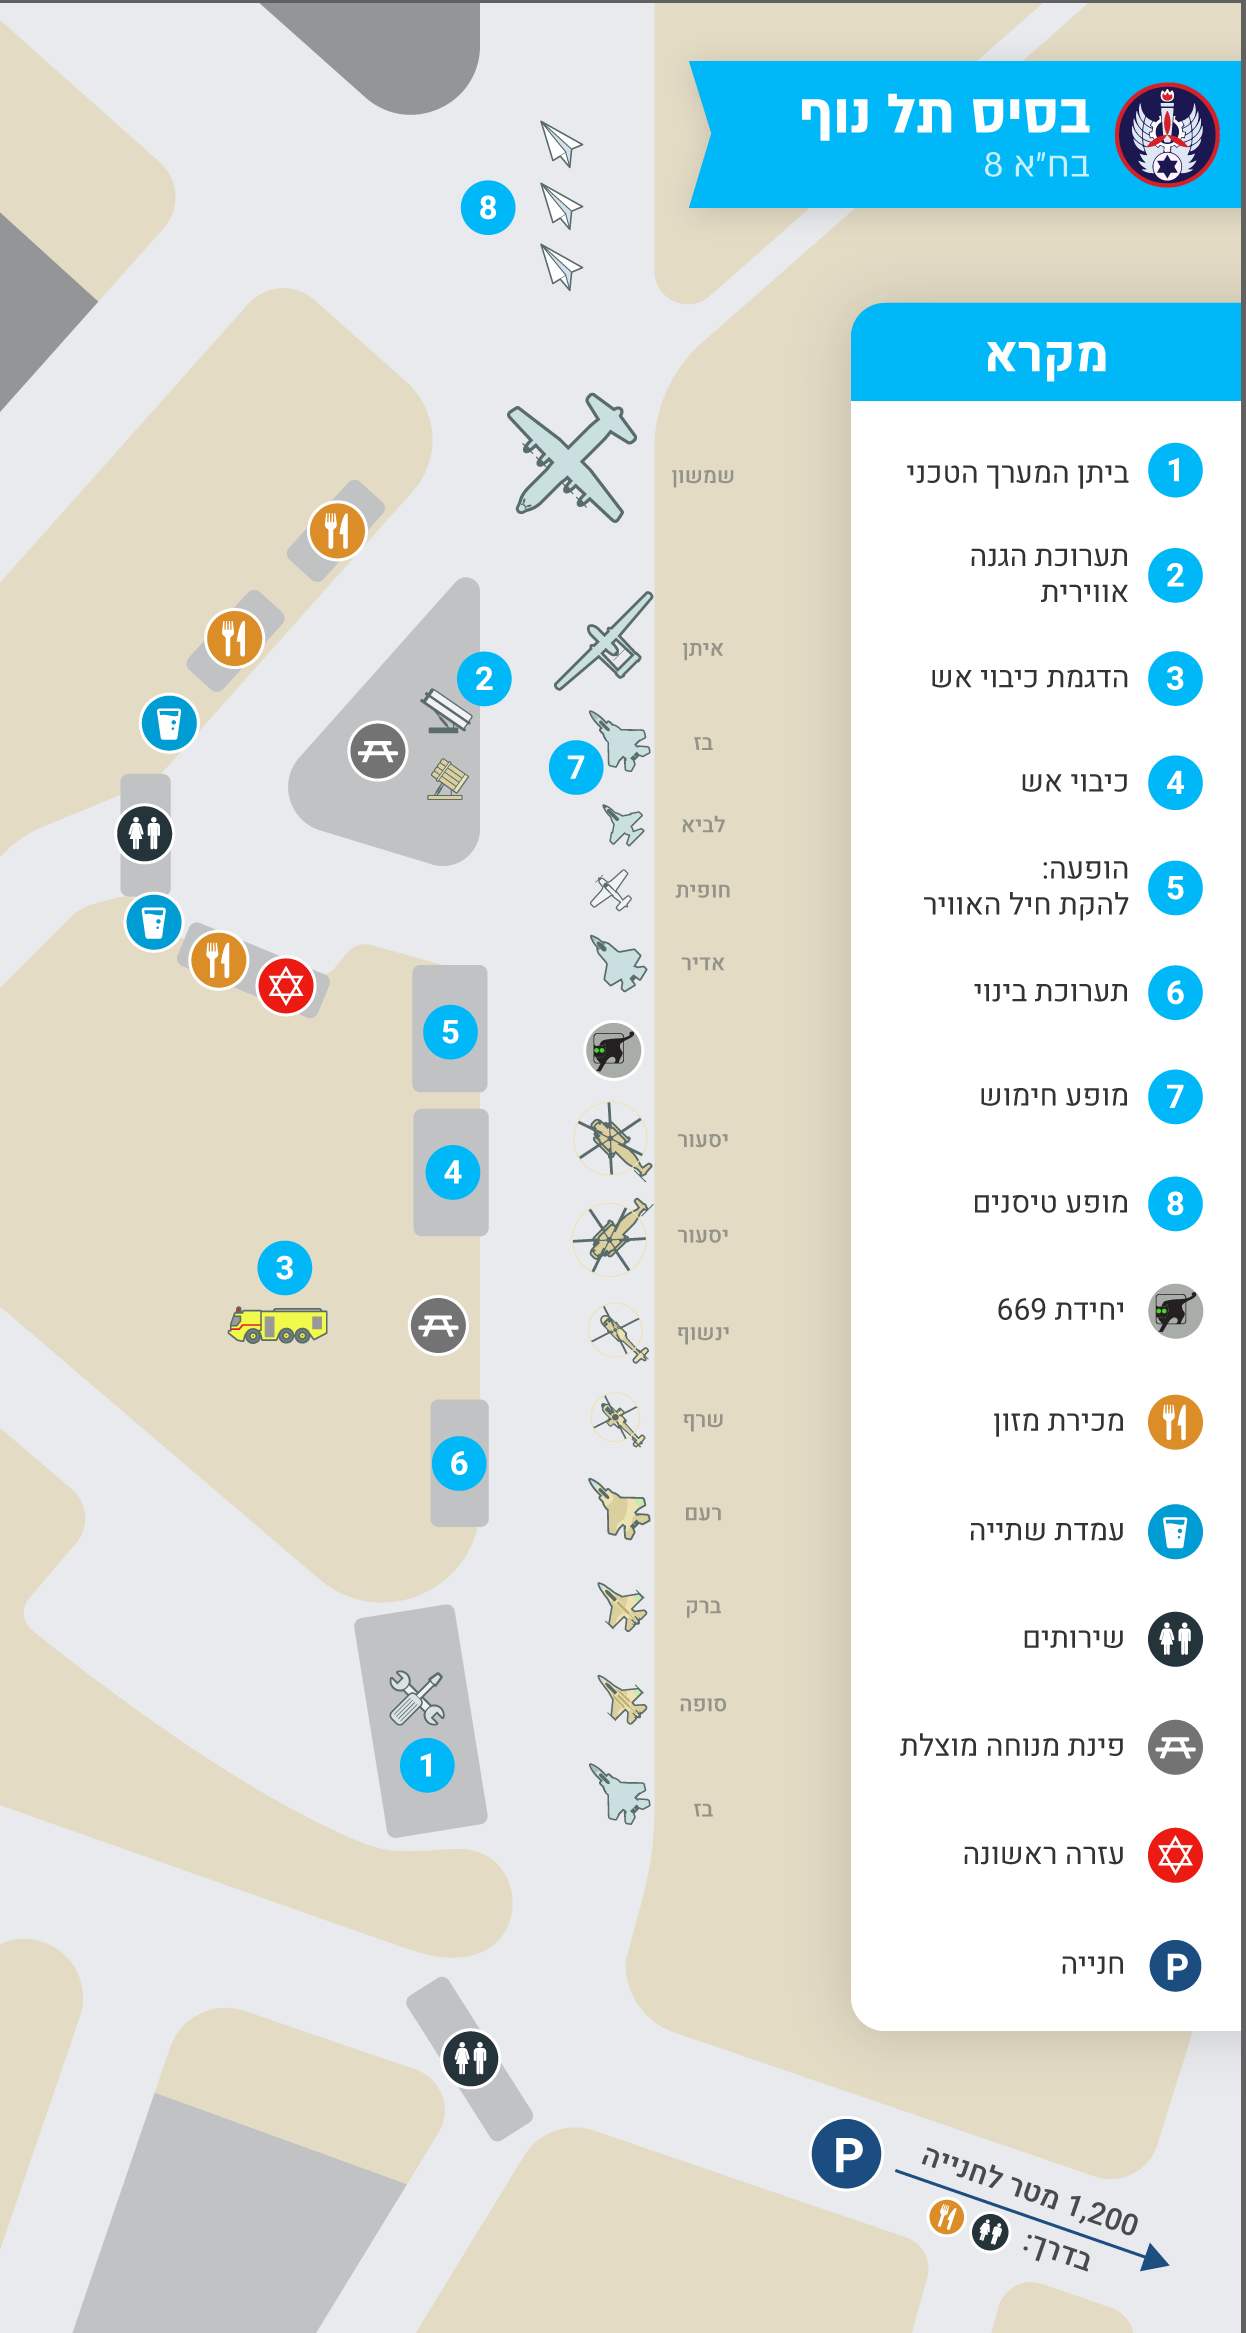 בסיס תל נוף
בח"א 8
מקרא
1 ביתן המערך הטכני
2 תערוכת הגנה
אווירית
3 הדגמת כיבוי אש
4 כיבוי אש
5 הופעה:
להקת חיל האוויר
6 תערוכת בינוי
7 מופע חימוש
8 מופע טיסנים
יחידת 669
מכירת מזון
עמדת שתייה
שירותים
פינת מנוחה מוצלת
עזרה ראשונה
P חנייה
8
שמשון
איתן
2
בז
7
לביא
חופית
אדיר
5
יסעור
4
יסעור
3
ינשוף
שרף
6
רעם
ברק
סופה
1
בז
P
1,200 מטר לחנייה
בדרך: